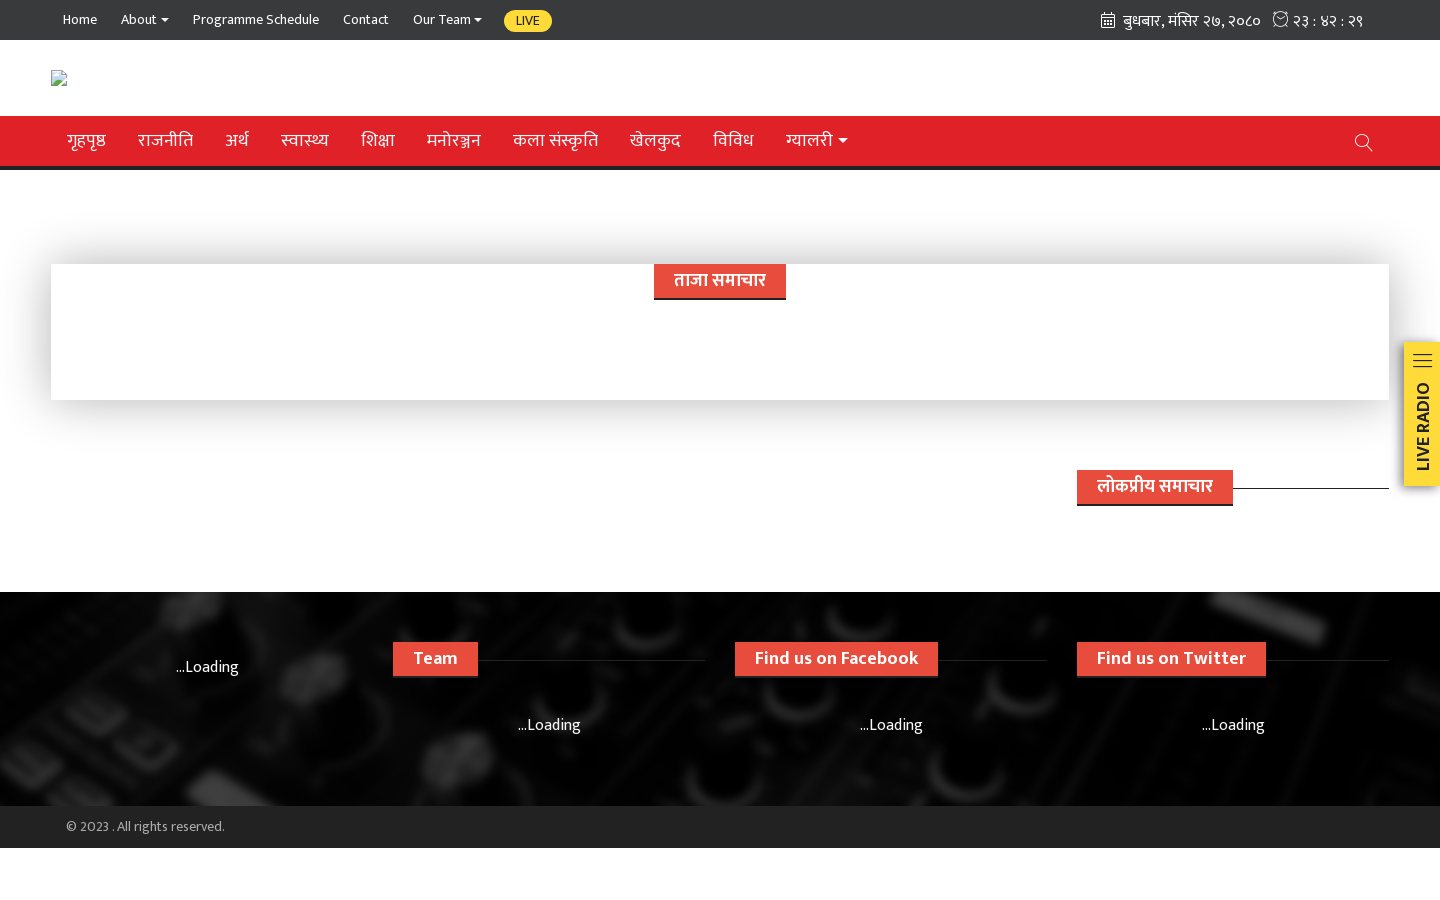 Home About Programme Schedule Contact Our Team LIVE बुधबार, मंसिर २७, २०८० २३ : ४२ : २९
गृहपृष्ठ राजनीति अर्थ स्वास्थ्य शिक्षा मनोरञ्जन कला संस्कृति खेलकुद विविध ग्यालरी
ताजा समाचार
LIVE RADIO
लोकप्रीय समाचार
...Loading
Team
...Loading
Find us on Facebook
...Loading
Find us on Twitter
...Loading
© 2023 . All rights reserved.